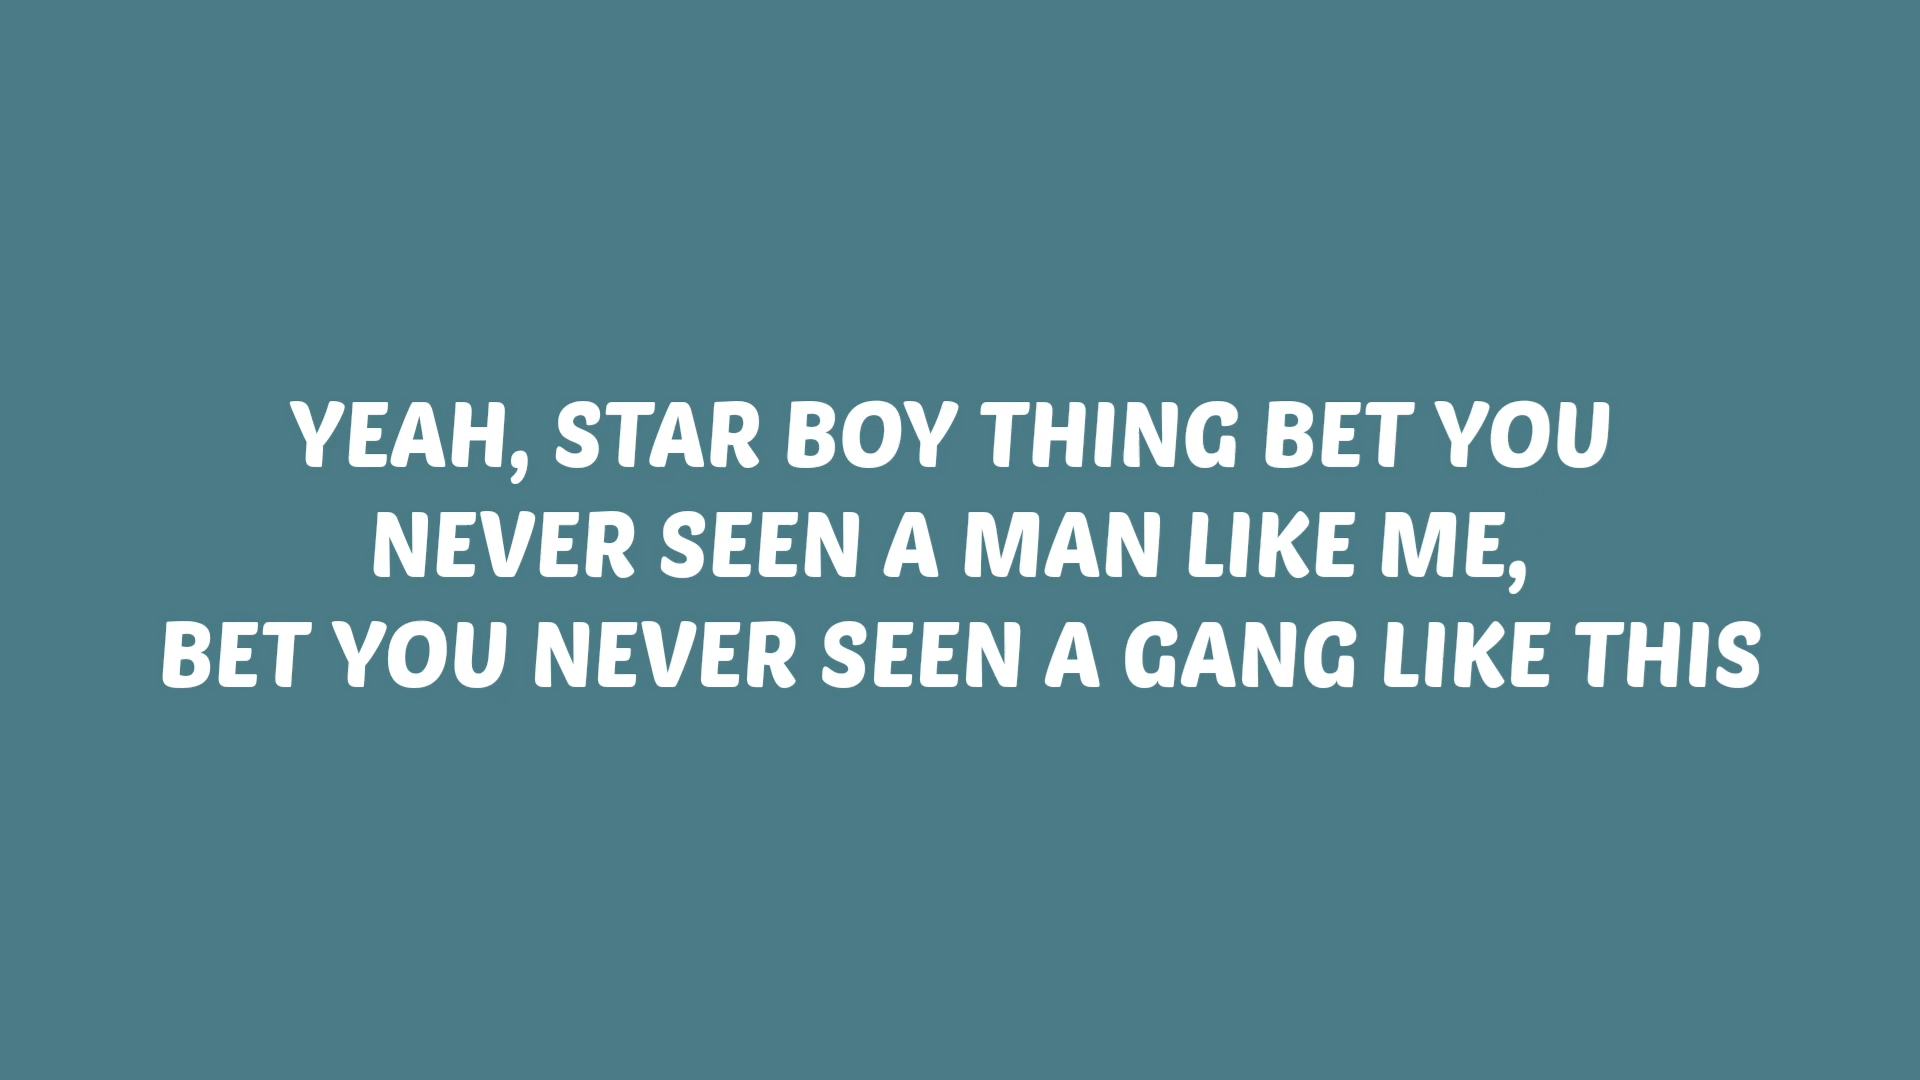 YEAH, STAR BOY THING BET YOU
NEVER SEEN A MAN LIKE ME,
BET YOU NEVER SEEN A GANG LIKE THIS